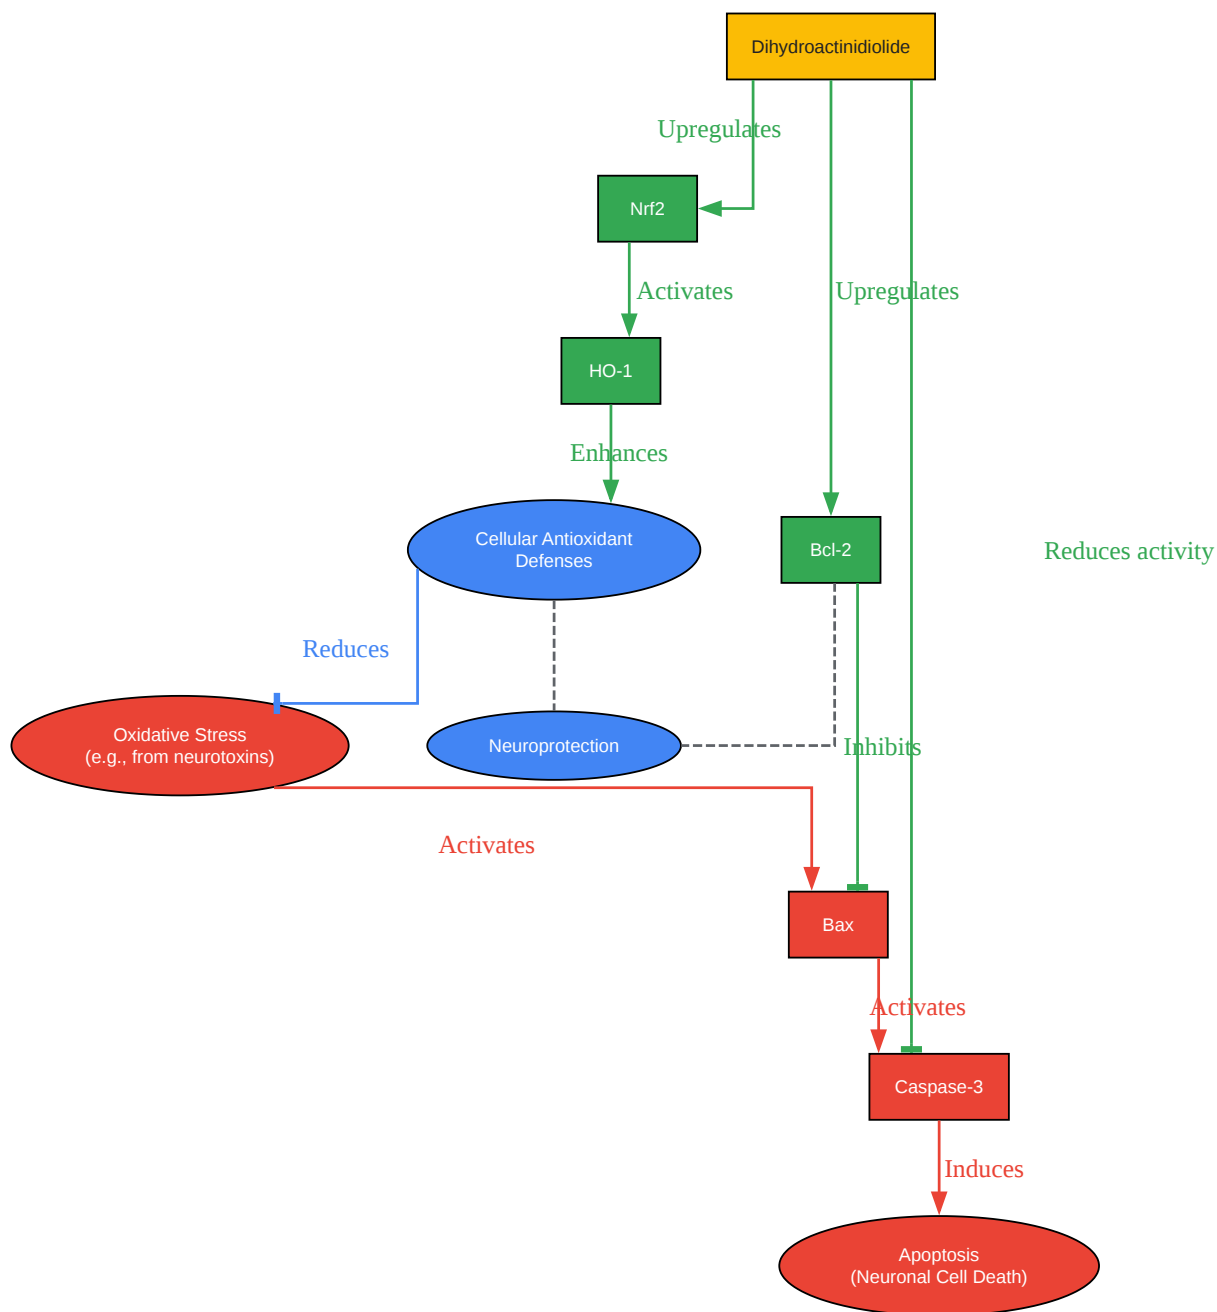 Dihydroactinidiolide
Upregulates
Nrf2
Activates
Upregulates
HO-1
Enhances
Cellular Antioxidant
Defenses
Bcl-2
Reduces activity
Reduces
Oxidative Stress
(e.g., from neurotoxins)
Neuroprotection
Inhibits
Activates
Bax
Activates
Caspase-3
Induces
Apoptosis
(Neuronal Cell Death)